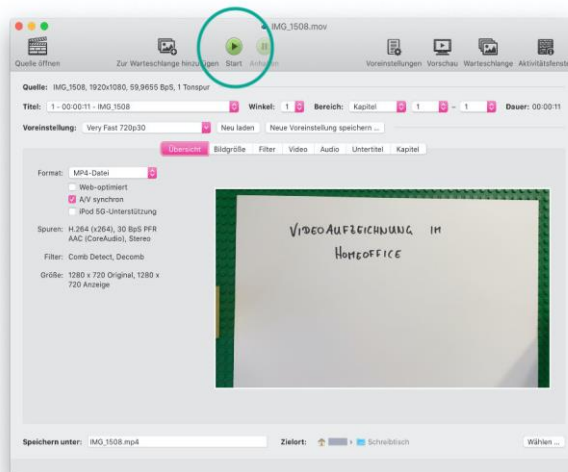 IMG_1508.mov
Quelle öffnen Zur Warteschlange hinzufügen Start Anhalten Voreinstellungen Vorschau Warteschlange Aktivitätsfenste
Quelle: IMG_1508, 1920x1080, 59,9655 BpS, 1 Tonspur
Titel: 1 - 00:00:11 - IMG_1508 Winkel: 1 Bereich: Kapitel 1 - 1 Dauer: 00:00:11
Voreinstellung: Very Fast 720p30 Neu laden Neue Voreinstellung speichern ...
Übersicht Bildgröße Filter Video Audio Untertitel Kapitel
Format: MP4-Datei
Web-optimiert
A/V synchron
iPod 5G-Unterstützung
Spuren: H.264 (x264), 30 BpS PFR
AAC (CoreAudio), Stereo
Filter: Comb Detect, Decomb
Größe: 1280 x 720 Original, 1280 x
720 Anzeige
VIDEOAUFZEICHNUNG IM
HOMEOFFICE
Speichern unter: IMG_1508.mp4 Zielort: Schreibtisch Wählen ...